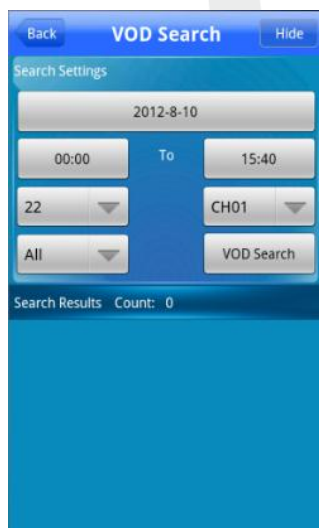 Back VOD Search Hide
Search Settings
2012-8-10
00:00 To 15:40
22 CH01
All VOD Search
Search Results Count: 0